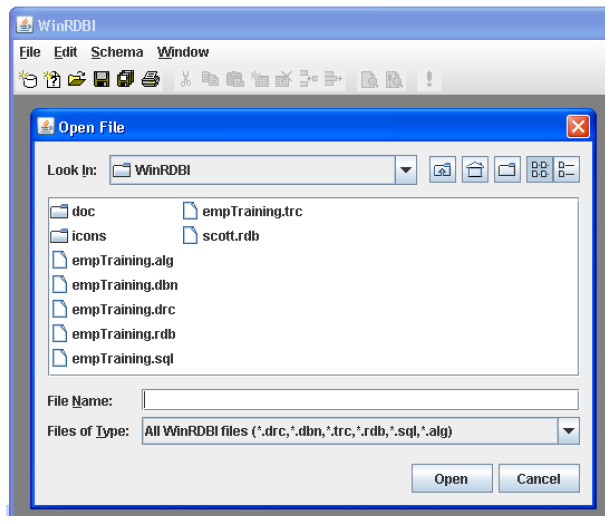 WinRDBI
File Edit Schema Window
Open File
Look In: WinRDBI
doc empTraining.trc
icons scott.rdb
empTraining.alg
empTraining.dbn
empTraining.drc
empTraining.rdb
empTraining.sql
File Name:
Files of Type: All WinRDBI files (*.drc,*.dbn,*.trc,*.rdb,*.sql,*.alg)
Open Cancel